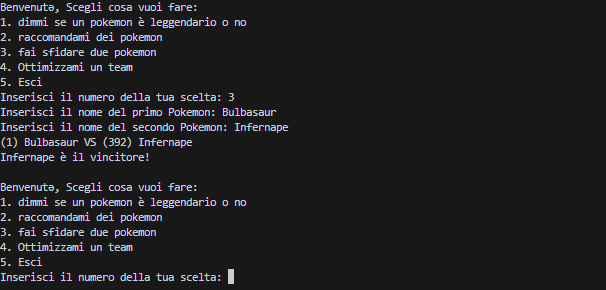 Benvenutə, Scegli cosa vuoi fare:
1. dimmi se un pokemon è leggendario o no
2. raccomandami dei pokemon
3. fai sfidare due pokemon
4. Ottimizzami un team
5. Esci
Inserisci il numero della tua scelta: 3
Inserisci il nome del primo Pokemon: Bulbasaur
Inserisci il nome del secondo Pokemon: Infernape
(1) Bulbasaur VS (392) Infernape
Infernape è il vincitore!
Benvenutə, Scegli cosa vuoi fare:
1. dimmi se un pokemon è leggendario o no
2. raccomandami dei pokemon
3. fai sfidare due pokemon
4. Ottimizzami un team
5. Esci
Inserisci il numero della tua scelta: